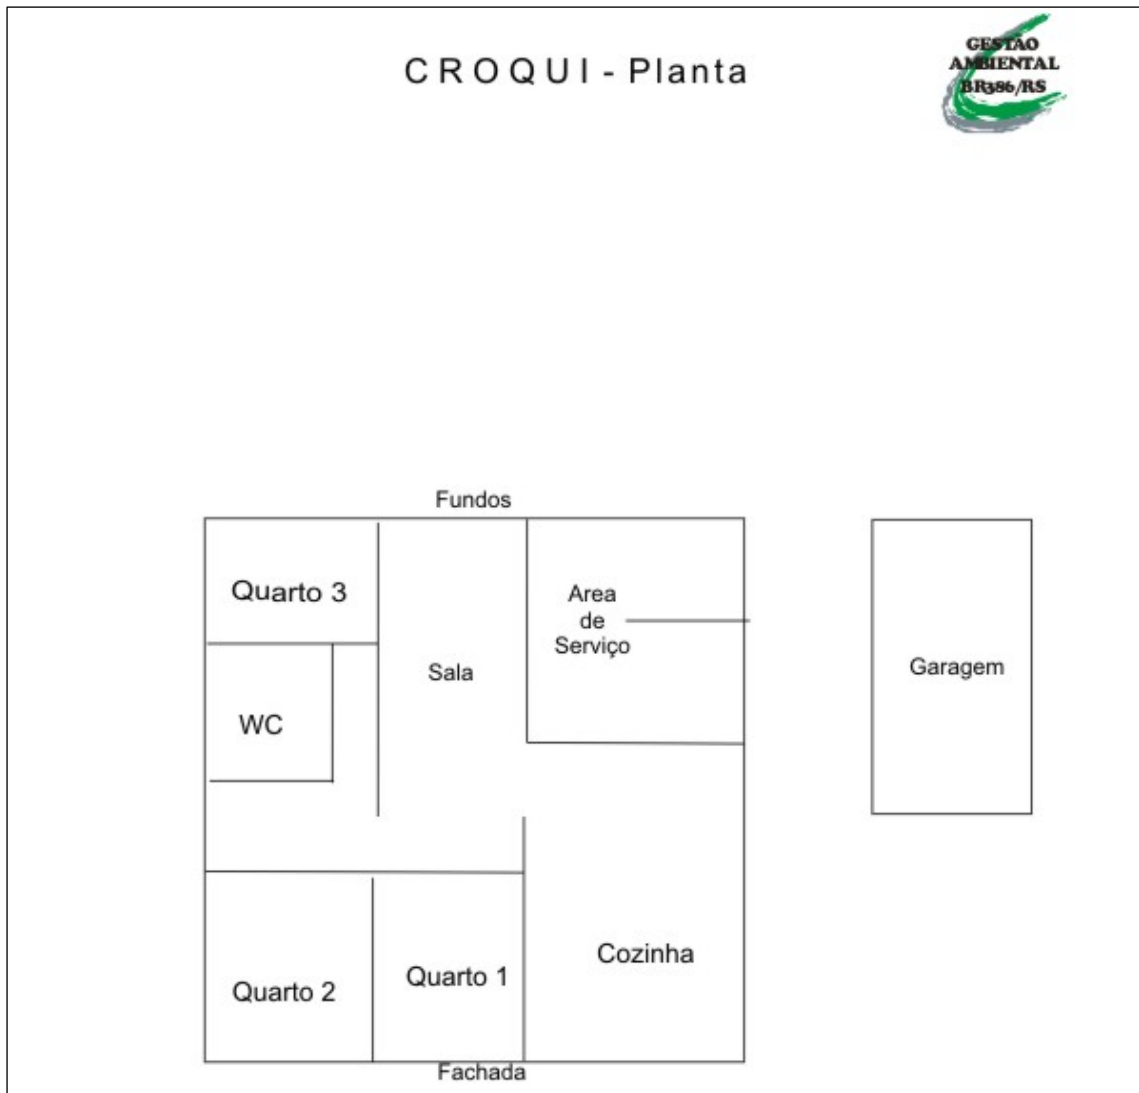 CROQUI - Planta
GESTÃO
AMBIENTAL
BR386/RS
Fundos
Quarto 3
Area
de
Serviço
Sala
Garagem
WC
Cozinha
Quarto 1
Quarto 2
Fachada